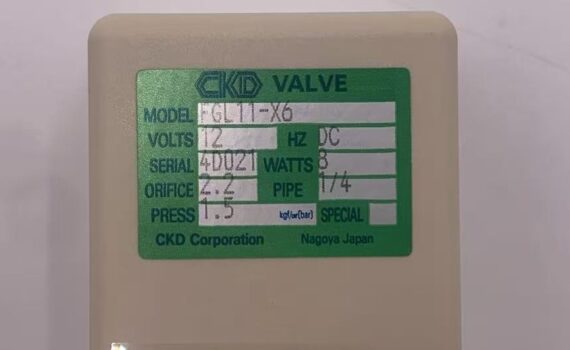 CKD VALVE
MODEL FGL11-X6
VOLTS 12 HZ DC
SERIAL 4D021 WATTS 8
ORIFICE 2.2 PIPE 1/4
PRESS 1.5 kgf/cm²(bar) SPECIAL
CKD Corporation Nagoya Japan